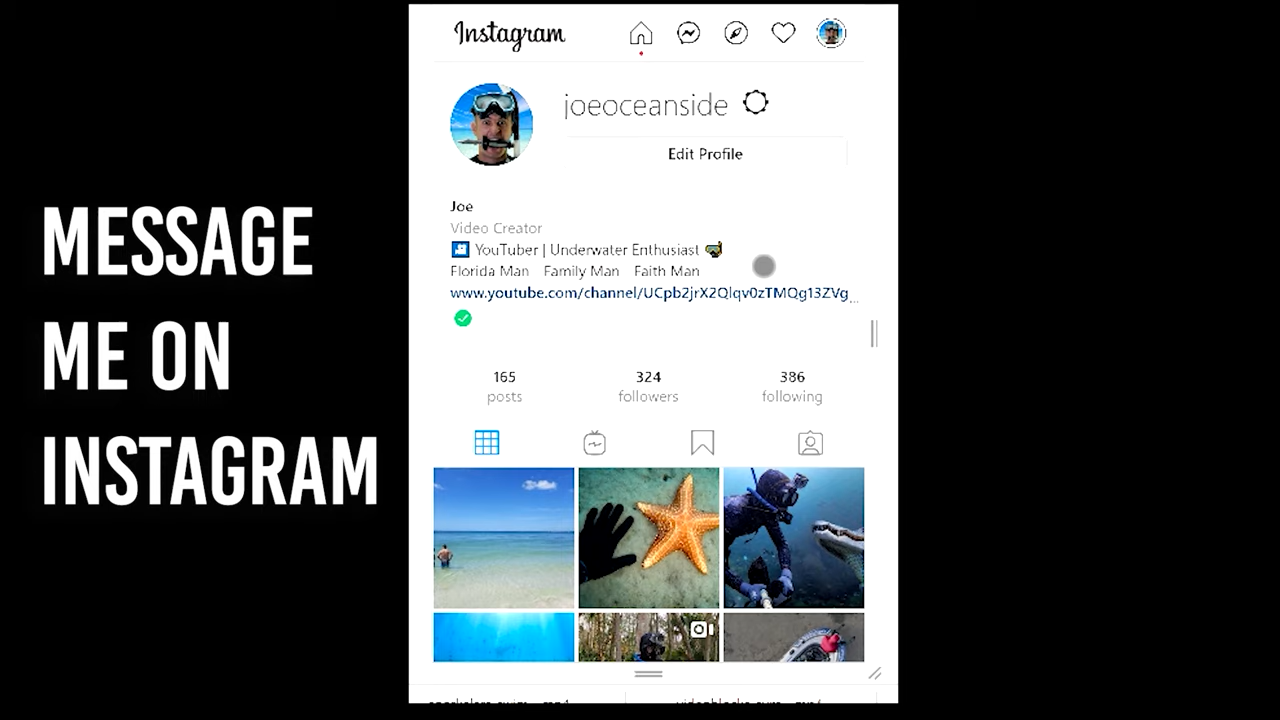 MESSAGE
ME ON
INSTAGRAM
Instagram
joeoceanside
Edit Profile
Joe
Video Creator
YouTuber | Underwater Enthusiast
Florida Man Family Man Faith Man
www.youtube.com/channel/UCpb2jrX2Qlqv0zTMQg13ZVg...
165 324 386
posts followers following